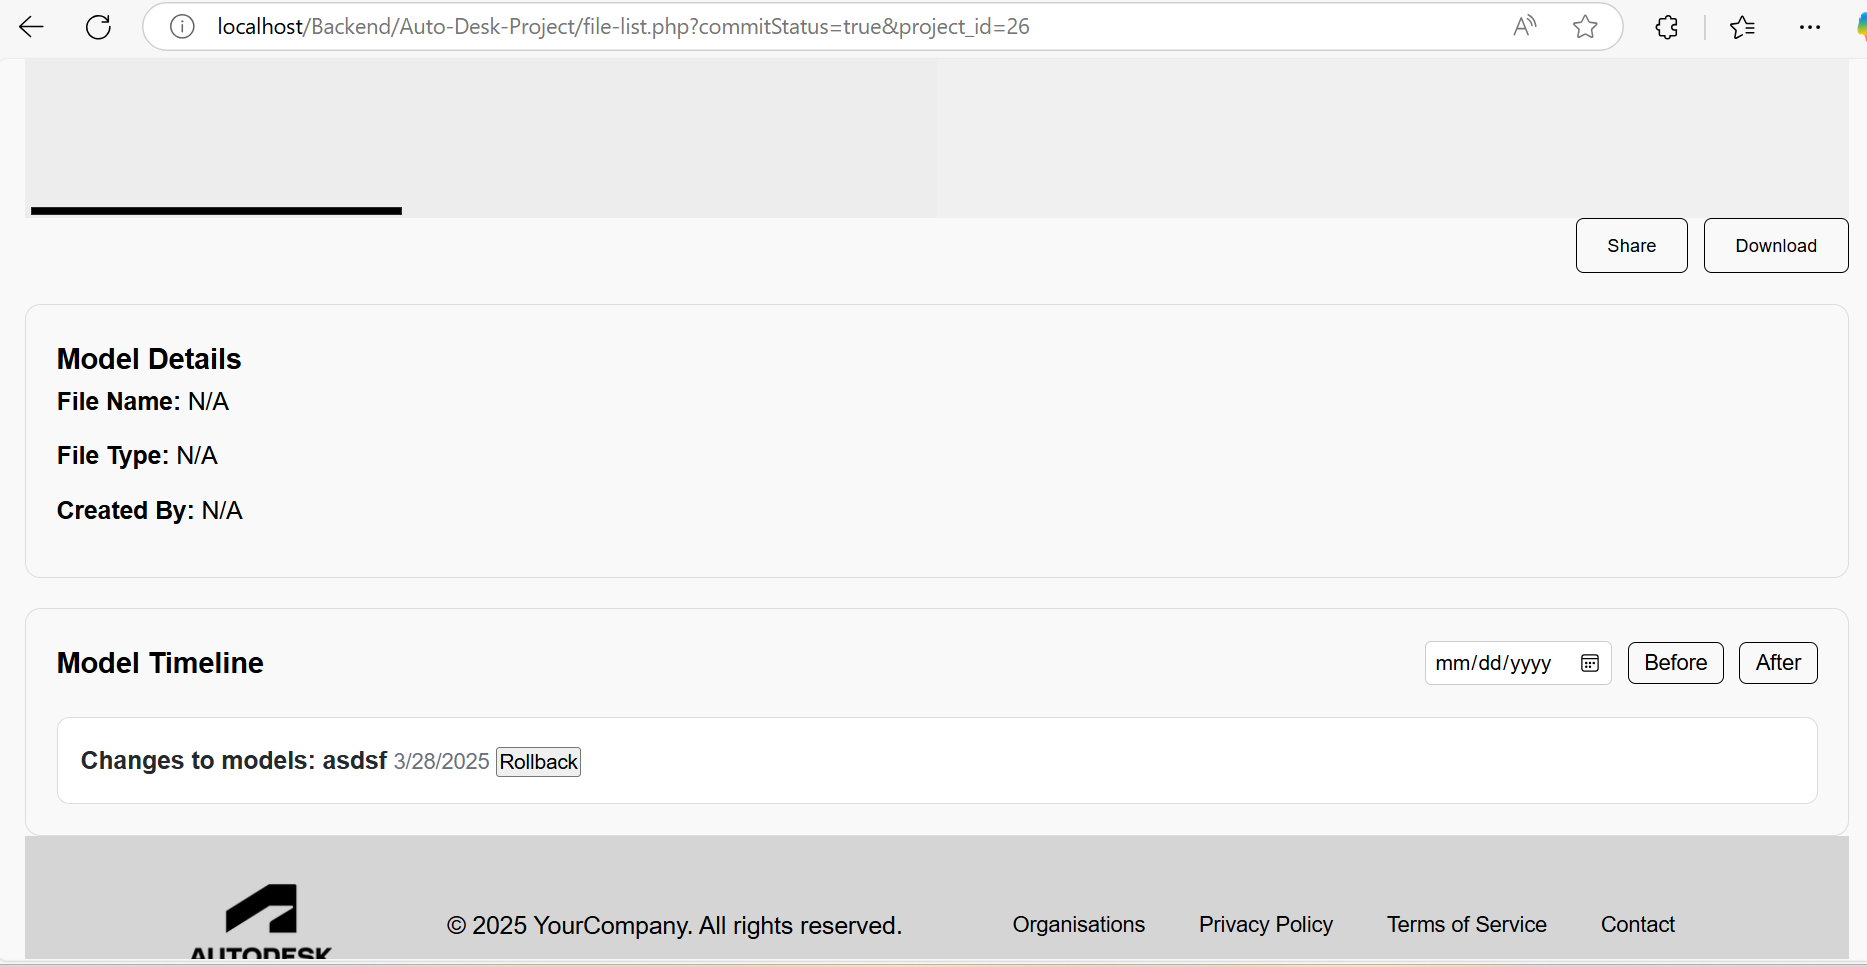 localhost/Backend/Auto-Desk-Project/file-list.php?commitStatus=true&project_id=26
Share Download
Model Details
File Name: N/A
File Type: N/A
Created By: N/A
Model Timeline mm/dd/yyyy Before After
Changes to models: asdsf 3/28/2025 Rollback
© 2025 YourCompany. All rights reserved. Organisations Privacy Policy Terms of Service Contact
AUTODESK